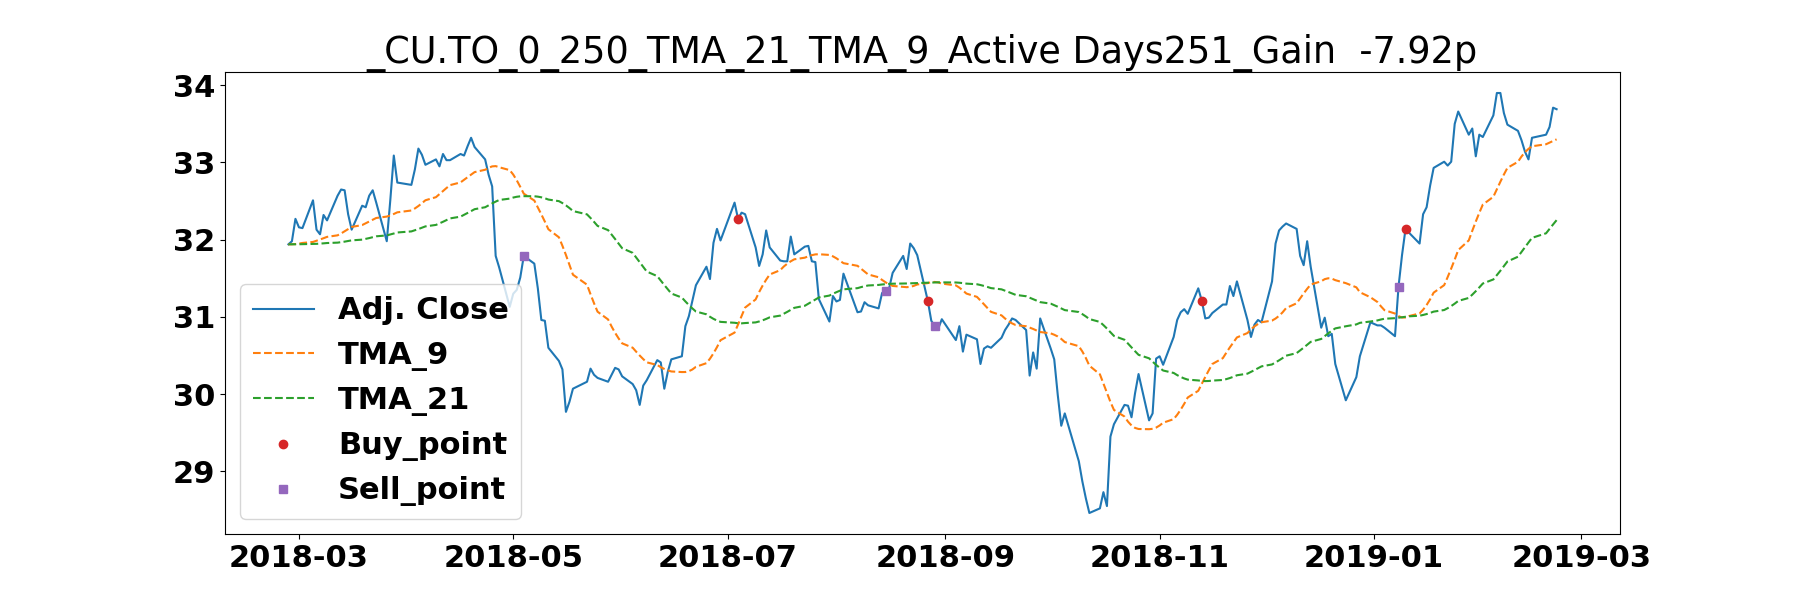 _CU.TO_0_250_TMA_21_TMA_9_Active Days251_Gain  -7.92p
34
33
32
31
30
29
Adj. Close
TMA_9
TMA_21
Buy_point
Sell_point
2018-03 2018-05 2018-07 2018-09 2018-11 2019-01 2019-03